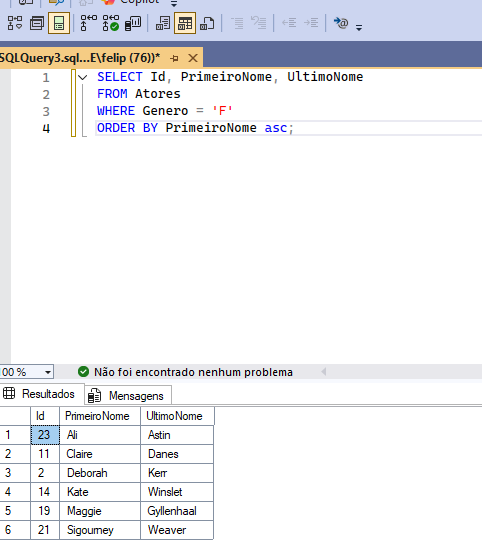 Copilot
SQLQuery3.sql...E\felip (76))*
1 SELECT Id, PrimeiroNome, UltimoNome
2 FROM Atores
3 WHERE Genero = 'F'
4 ORDER BY PrimeiroNome asc;
00 %
Não foi encontrado nenhum problema
Resultados Mensagens
Id PrimeiroNome UltimoNome
1 23 Ali Astin
2 11 Claire Danes
3 2 Deborah Kerr
4 14 Kate Winslet
5 19 Maggie Gyllenhaal
6 21 Sigourney Weaver